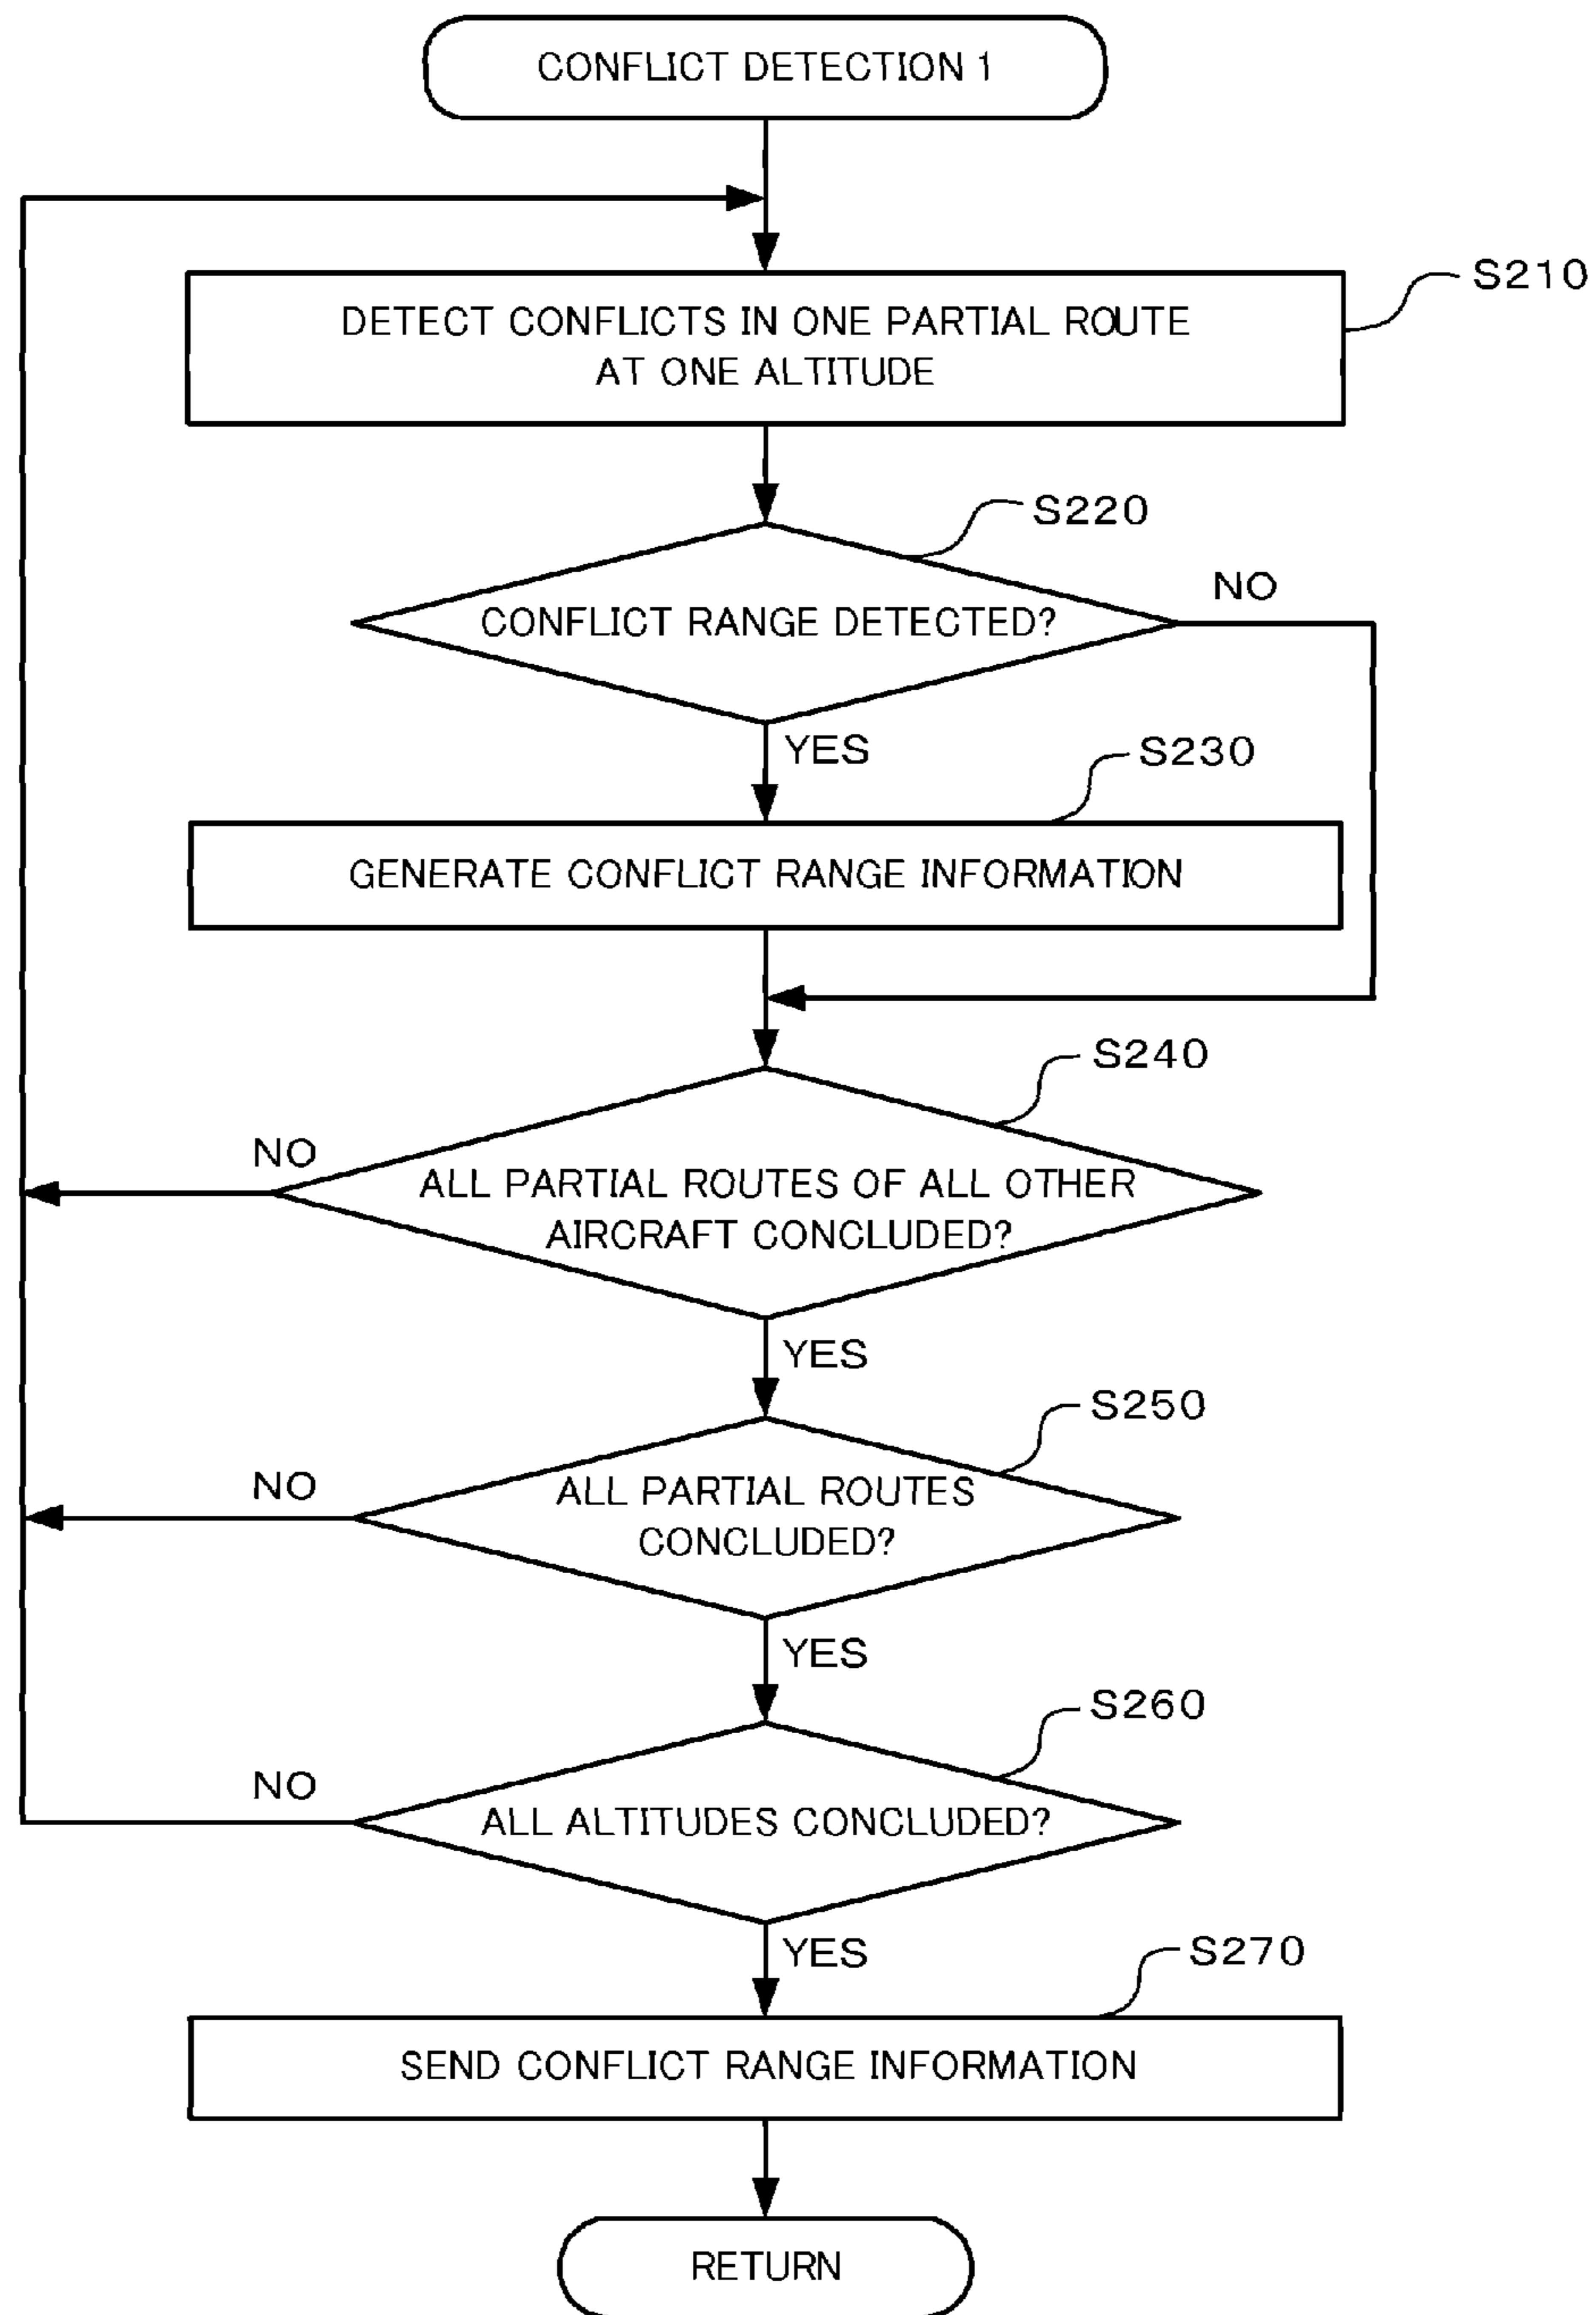 CONFLICT DETECTION 1
S210
DETECT CONFLICTS IN ONE PARTIAL ROUTE
AT ONE ALTITUDE
S220
NO
CONFLICT RANGE DETECTED?
YES
S230
GENERATE CONFLICT RANGE INFORMATION
S240
NO
ALL PARTIAL ROUTES OF ALL OTHER
AIRCRAFT CONCLUDED?
YES
S250
NO
ALL PARTIAL ROUTES
CONCLUDED?
YES
S260
NO
ALL ALTITUDES CONCLUDED?
YES
S270
SEND CONFLICT RANGE INFORMATION
RETURN